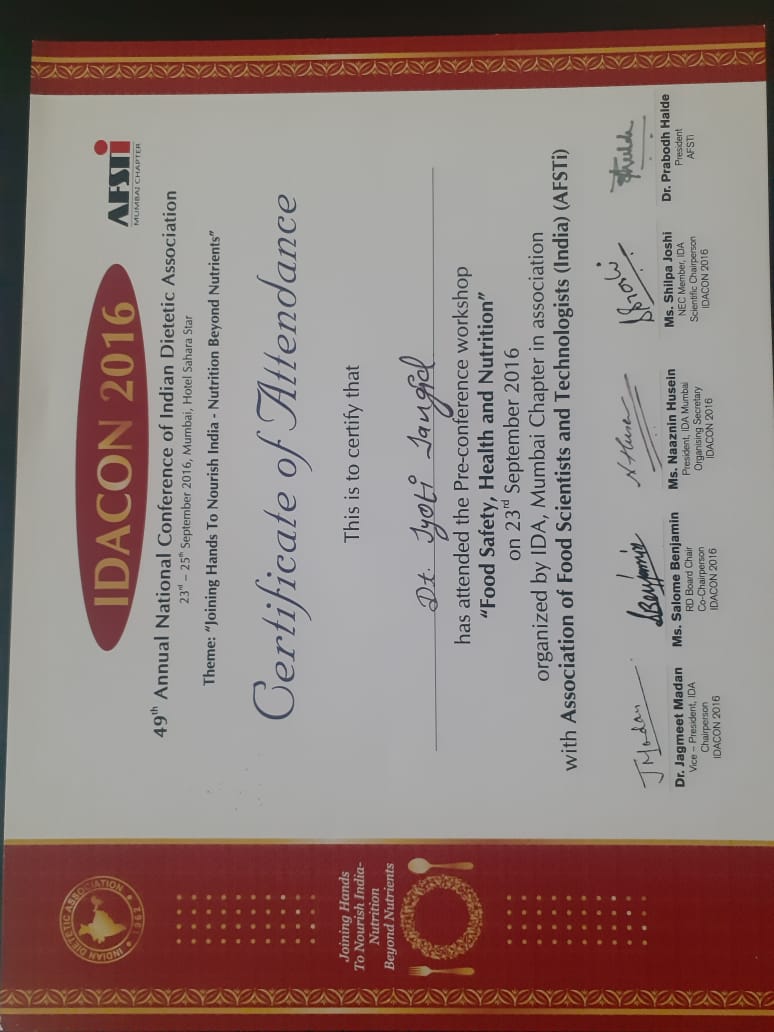 IDACON 2016
AFSTi
MUMBAI CHAPTER
49th Annual National Conference of Indian Dietetic Association
23rd – 25th September 2016, Mumbai, Hotel Sahara Star
Theme: "Joining Hands To Nourish India - Nutrition Beyond Nutrients"
Certificate of Attendance
This is to certify that
Dt. Jyoti Jangid
has attended the Pre-conference workshop
"Food Safety, Health and Nutrition"
on 23rd September 2016
organized by IDA, Mumbai Chapter in association
with Association of Food Scientists and Technologists (India) (AFSTi)
JMadan
SBenjamin
NHusein
SJoshi
Dr. Jagmeet Madan
Vice – President, IDA
Chairperson
IDACON 2016
Ms. Salome Benjamin
RD Board Chair
Co-Chairperson
IDACON 2016
Ms. Naaznin Husein
President, IDA Mumbai
Organising Secretary
IDACON 2016
Ms. Shilpa Joshi
NEC Member, IDA
Scientific Chairperson
IDACON 2016
Dr. Prabodh Halde
President
AFSTi
INDIAN DIETETIC ASSOCIATION
Joining Hands
To Nourish India-
Nutrition
Beyond Nutrients